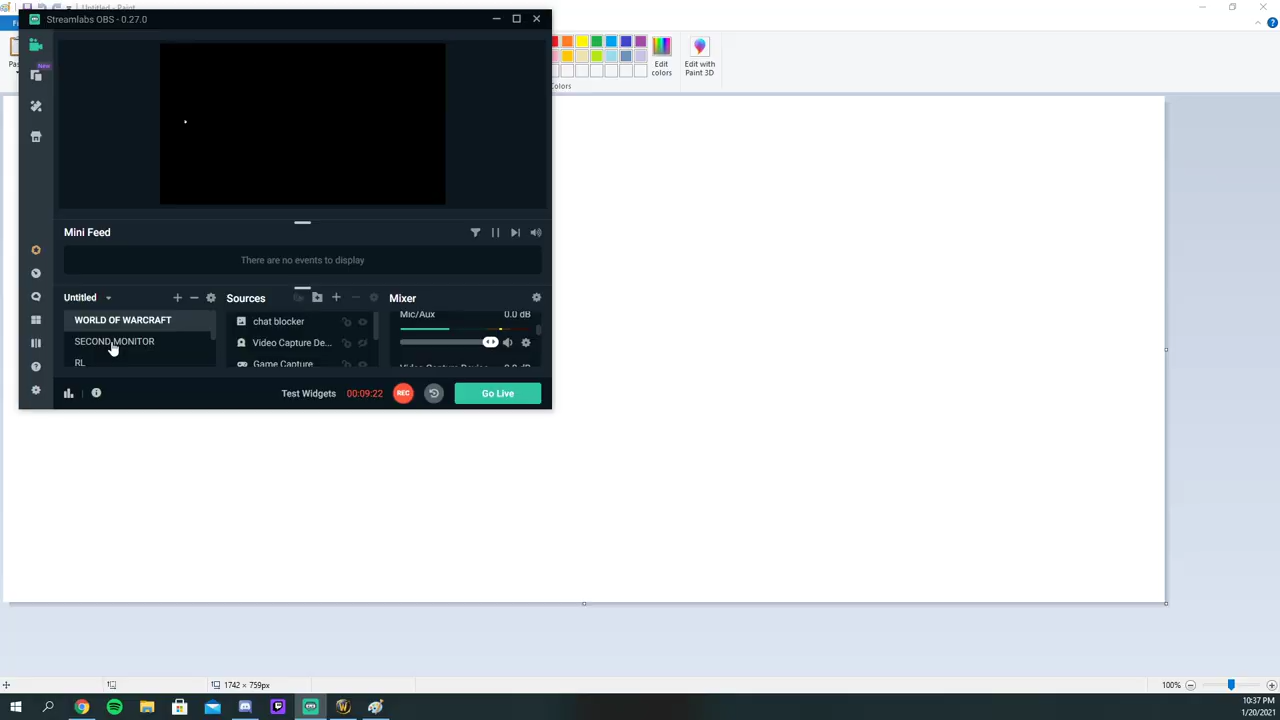 Untitled - Paint
Streamlabs OBS - 0.27.0
New
Edit colors
Edit with Paint 3D
Mini Feed
There are no events to display
Untitled
Sources
Mixer
WORLD OF WARCRAFT
chat blocker
Mic/Aux
0.0 dB
SECOND MONITOR
Video Capture De...
RL
Game Capture
Test Widgets
00:09:22
REC
Go Live
1742 × 759px
100%
10:37 PM
1/20/2021